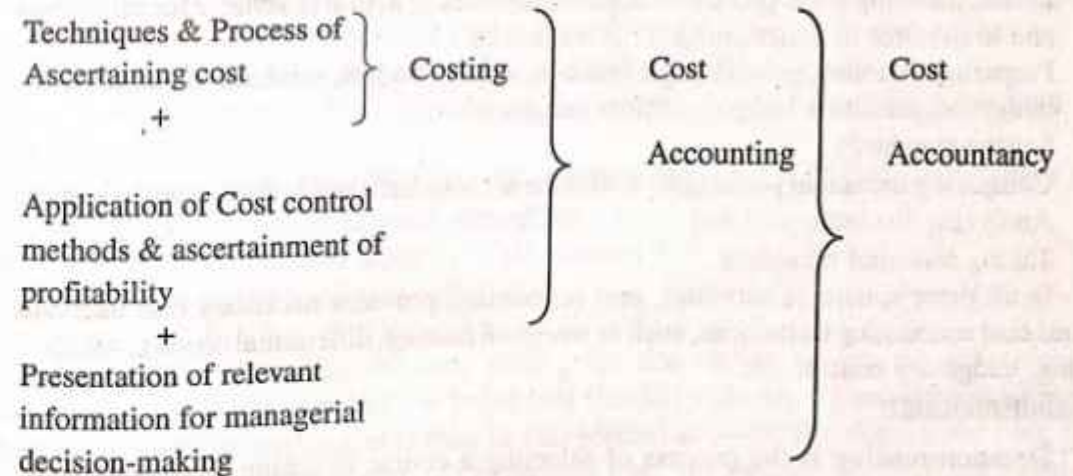 Techniques & Process of
Ascertaining cost
+
Costing
Cost
Accounting
Cost
Accountancy
Application of Cost control
methods & ascertainment of
profitability
+
Presentation of relevant
information for managerial
decision-making